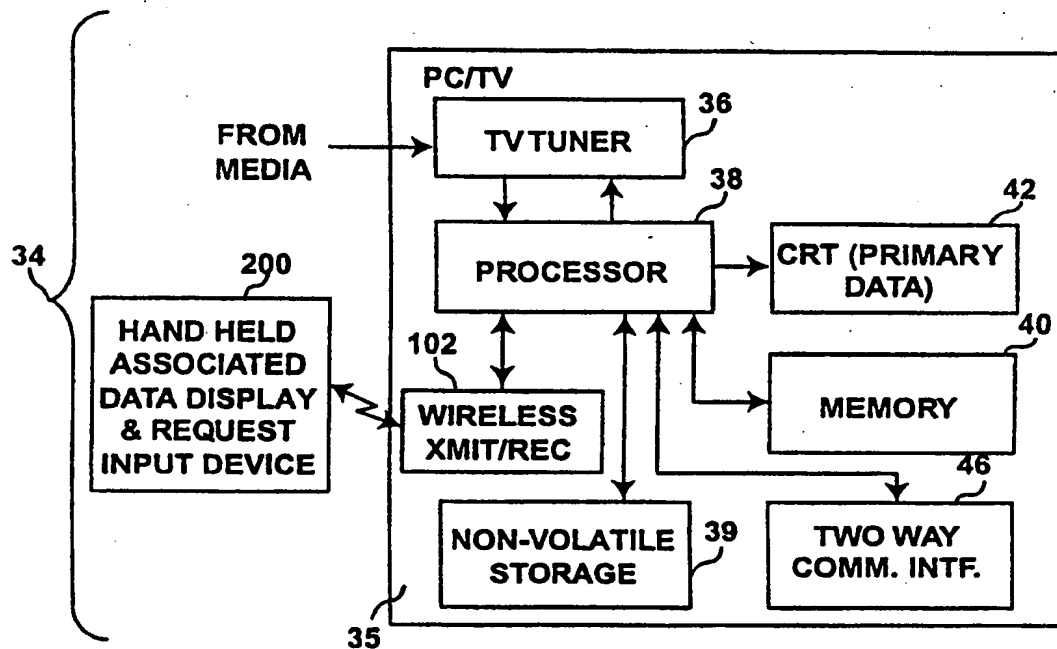 PC/TV
36
TV TUNER
FROM
MEDIA
38
PROCESSOR
42
CRT (PRIMARY
DATA)
34
200
HAND HELD
ASSOCIATED
DATA DISPLAY
& REQUEST
INPUT DEVICE
102
WIRELESS
XMIT/REC
40
MEMORY
46
TWO WAY
COMM. INTF.
NON-VOLATILE
STORAGE
39
35